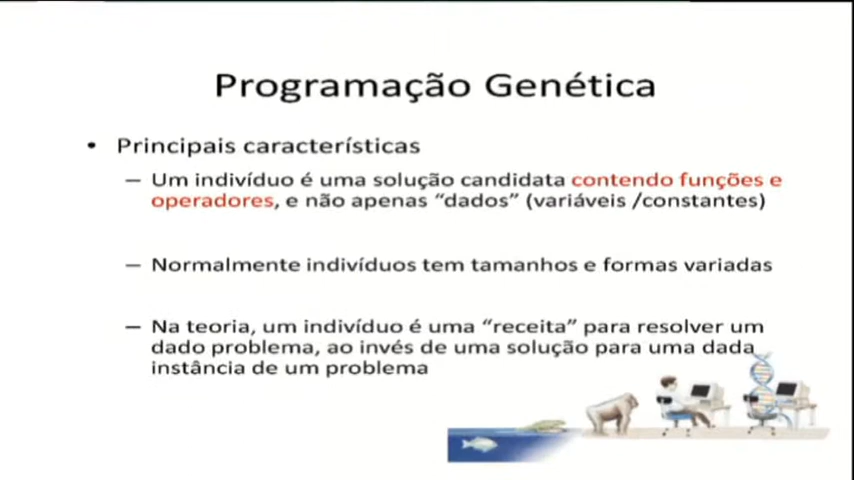 Programação Genética
• Principais características
– Um indivíduo é uma solução candidata contendo funções e
operadores, e não apenas “dados” (variáveis /constantes)
– Normalmente indivíduos tem tamanhos e formas variadas
– Na teoria, um indivíduo é uma “receita” para resolver um
dado problema, ao invés de uma solução para uma dada
instância de um problema